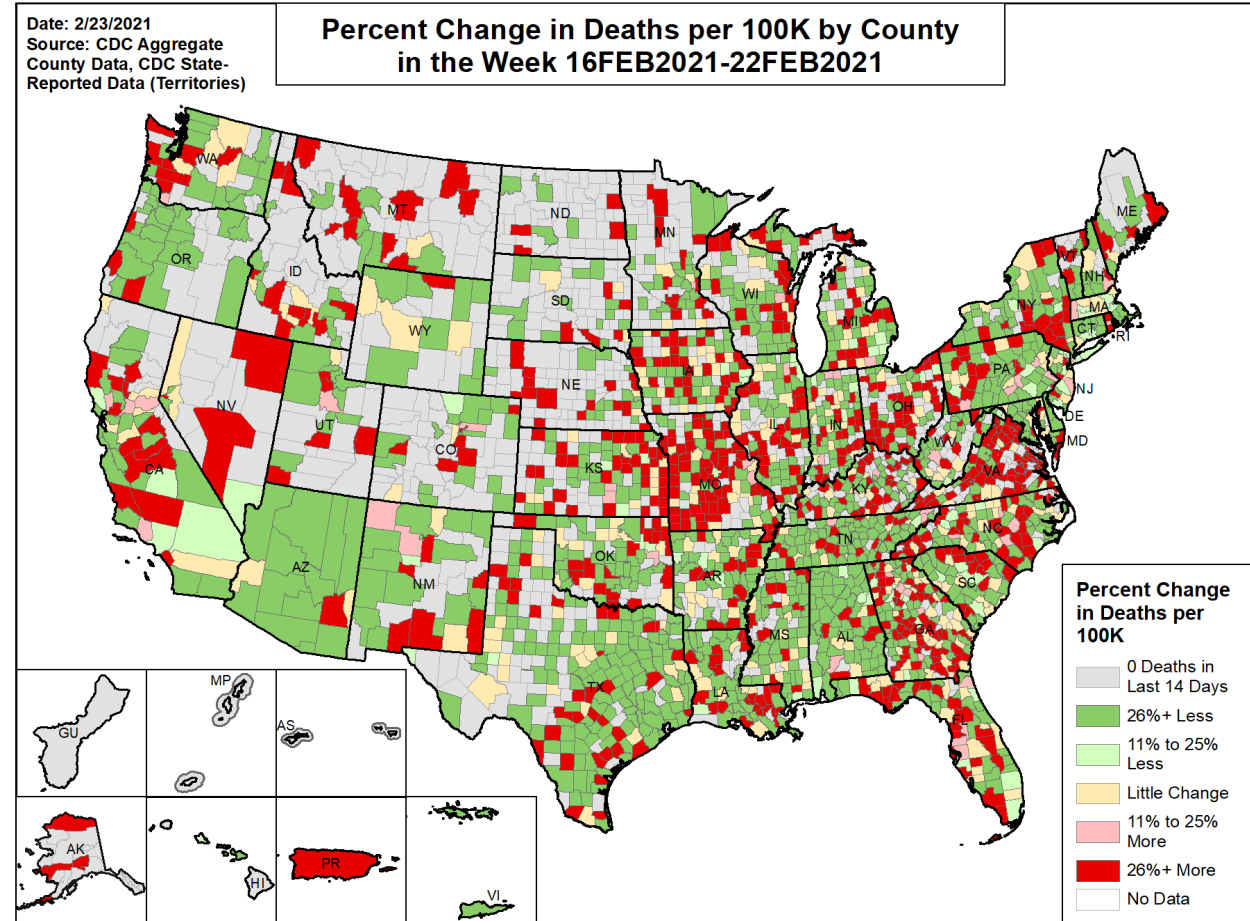 Date: 2/23/2021
Source: CDC Aggregate
County Data, CDC State-
Reported Data (Territories)
Percent Change in Deaths per 100K by County
in the Week 16FEB2021-22FEB2021
WA
MT
ND
MN
ME
OR
ID
SD
WI
MI
VT
NH
NY
MA
CT
RI
WY
IA
NE
PA
NJ
NV
UT
CO
IL
IN
OH
DE
MD
WV
VA
CA
KS
MO
KY
NC
AZ
NM
OK
AR
TN
SC
MS
AL
GA
TX
LA
FL
GU
MP
AS
AK
HI
PR
VI
Percent Change
in Deaths per
100K
0 Deaths in
Last 14 Days
26%+ Less
11% to 25%
Less
Little Change
11% to 25%
More
26%+ More
No Data